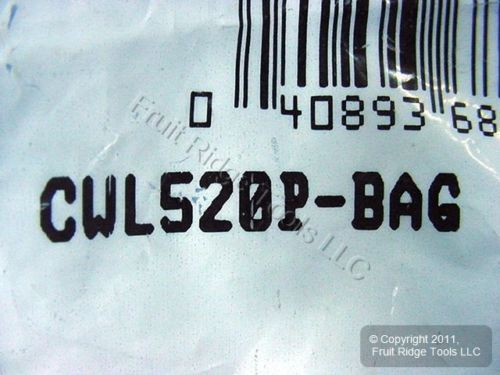 0 40893 68
CWL520P-BAG
Fruit Ridge Tools LLC
© Copyright 2011,
Fruit Ridge Tools LLC